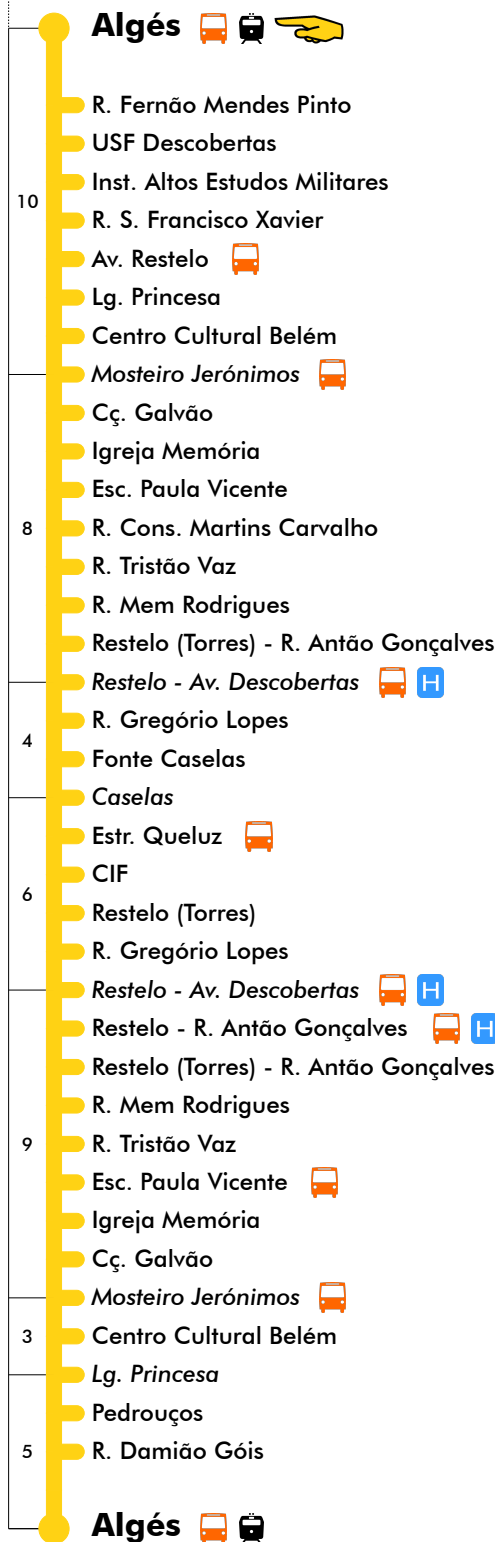 Algés
R. Fernão Mendes Pinto
USF Descobertas
Inst. Altos Estudos Militares
10
R. S. Francisco Xavier
Av. Restelo
Lg. Princesa
Centro Cultural Belém
Mosteiro Jerónimos
Cç. Galvão
Igreja Memória
Esc. Paula Vicente
8
R. Cons. Martins Carvalho
R. Tristão Vaz
R. Mem Rodrigues
Restelo (Torres) - R. Antão Gonçalves
Restelo - Av. Descobertas H
R. Gregório Lopes
4
Fonte Caselas
Caselas
Estr. Queluz
CIF
6
Restelo (Torres)
R. Gregório Lopes
Restelo - Av. Descobertas H
Restelo - R. Antão Gonçalves H
Restelo (Torres) - R. Antão Gonçalves
R. Mem Rodrigues
9
R. Tristão Vaz
Esc. Paula Vicente
Igreja Memória
Cç. Galvão
Mosteiro Jerónimos
3
Centro Cultural Belém
Lg. Princesa
Pedrouços
5
R. Damião Góis
Algés